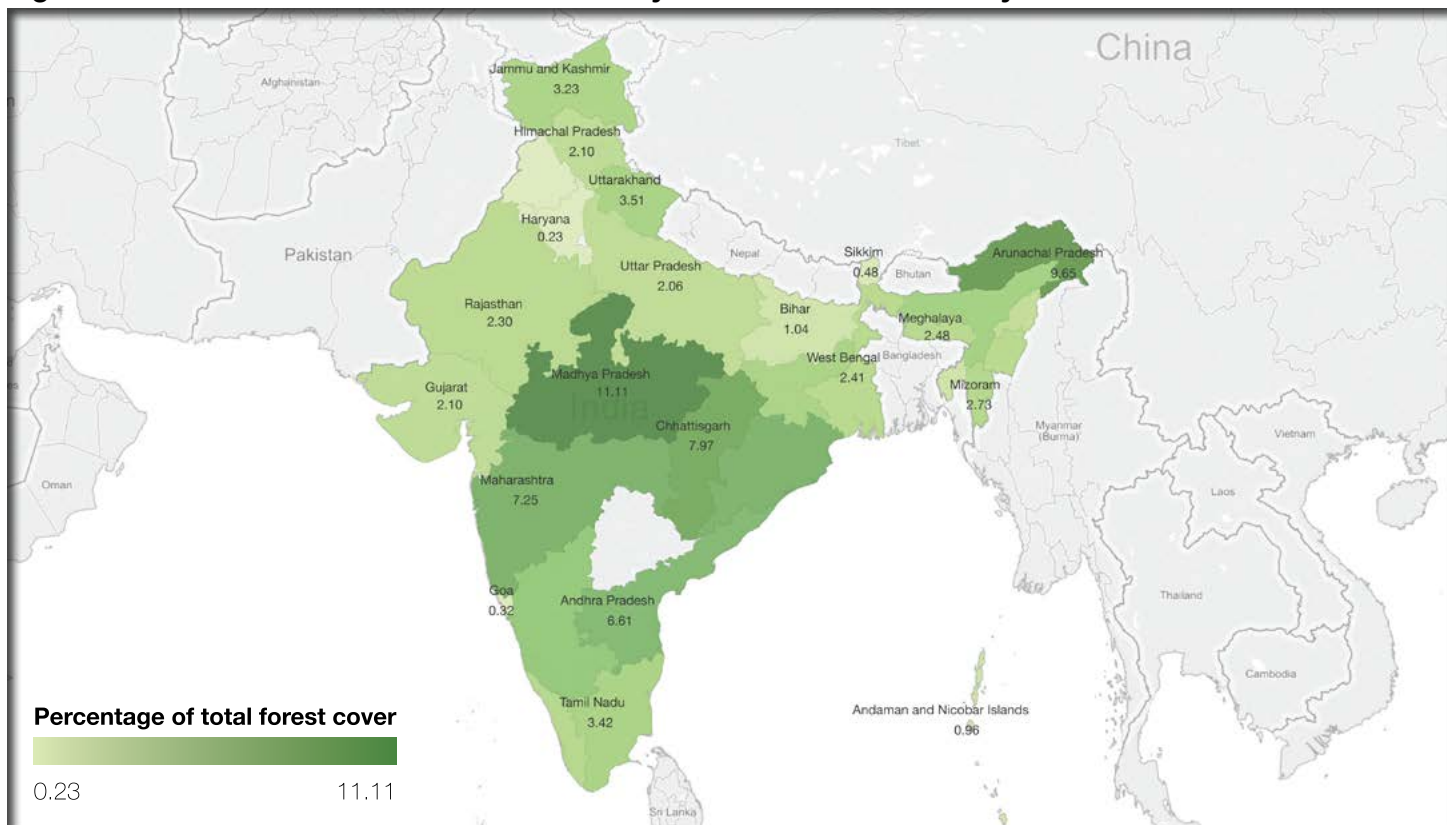 China
Afghanistan
Jammu and Kashmir
3.23
Himachal Pradesh
2.10
Tibet
Uttarakhand
3.51
Haryana
0.23
Pakistan
Nepal
Sikkim
0.48
Bhutan
Arunachal Pradesh
9.65
Uttar Pradesh
2.06
Rajasthan
2.30
Bihar
1.04
Meghalaya
2.48
West Bengal
2.41
Bangladesh
Madhya Pradesh
11.11
India
Gujarat
2.10
Mizoram
2.73
Chhattisgarh
7.97
Myanmar
(Burma)
Vietnam
Oman
Maharashtra
7.25
Laos
Goa
0.32
Andhra Pradesh
6.61
Thailand
Cambodia
Tamil Nadu
3.42
Andaman and Nicobar Islands
0.96
Percentage of total forest cover
0.23
11.11
Sri Lanka